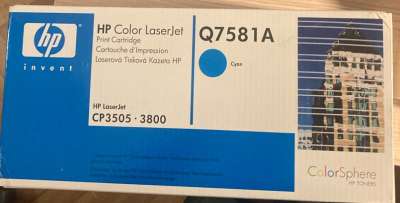 hp
invent
HP Color LaserJet
Print Cartridge
Cartouche d'Impression
Laserová Tisková Kazeta HP
Q7581A
Cyan
HP LaserJet
CP3505 · 3800
ColorSphere
HP TONERS